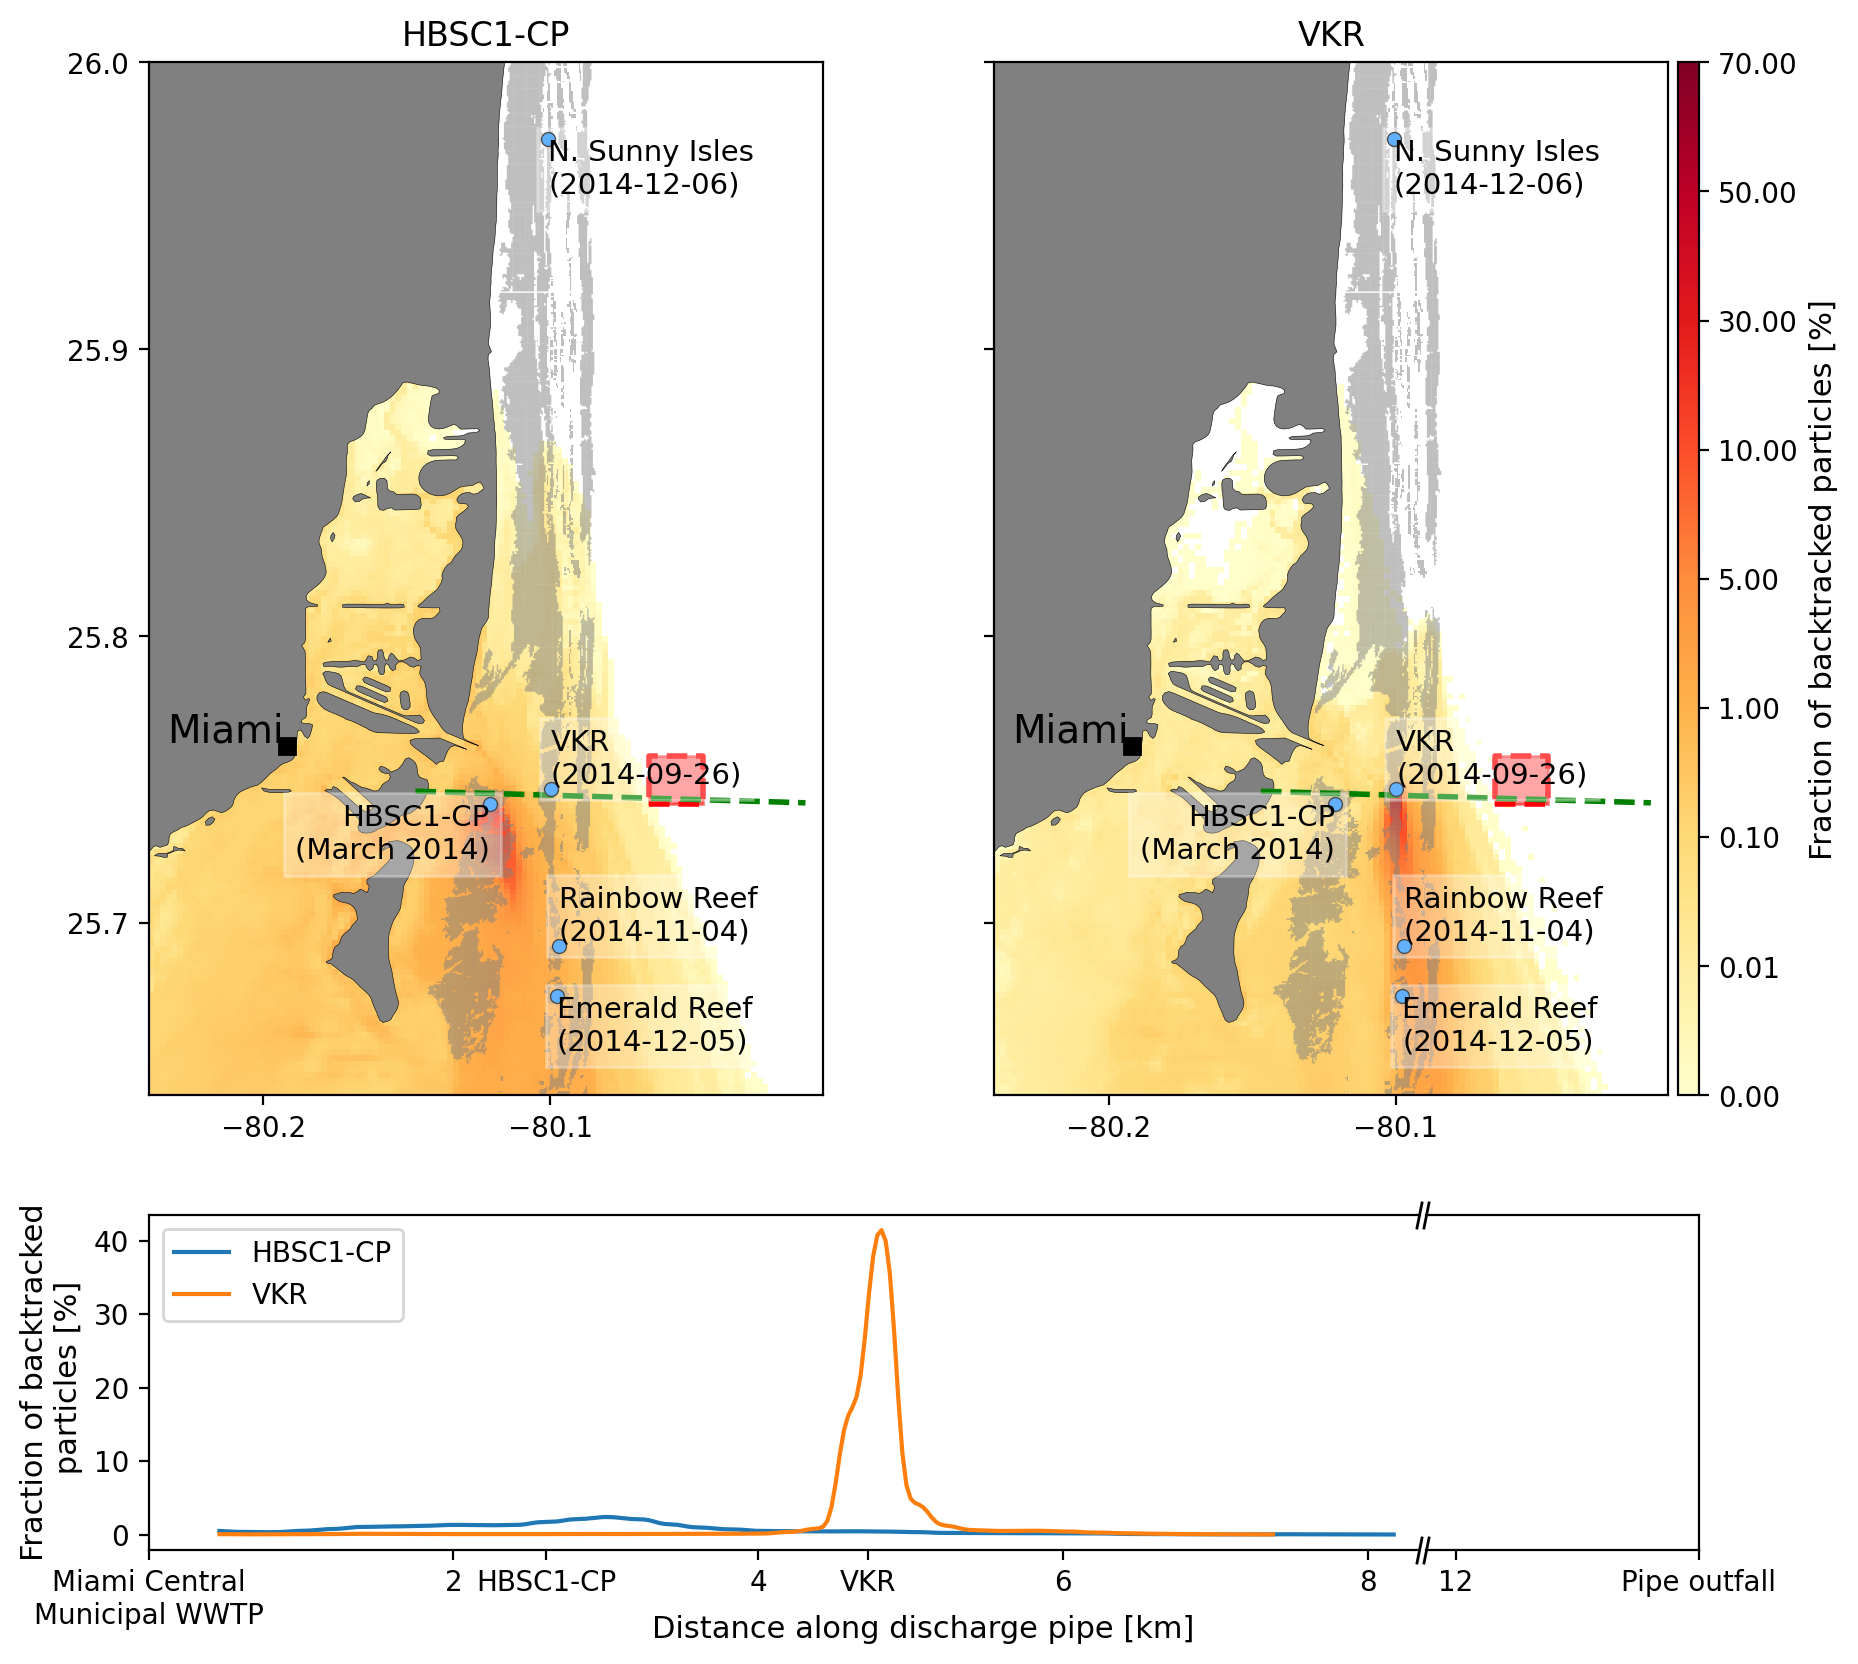 HBSC1-CP
VKR
26.0
25.9
25.8
25.7
−80.2
−80.1
N. Sunny Isles
(2014-12-06)
Miami
VKR
(2014-09-26)
HBSC1-CP
(March 2014)
Rainbow Reef
(2014-11-04)
Emerald Reef
(2014-12-05)
−80.2
−80.1
N. Sunny Isles
(2014-12-06)
Miami
VKR
(2014-09-26)
HBSC1-CP
(March 2014)
Rainbow Reef
(2014-11-04)
Emerald Reef
(2014-12-05)
70.00
50.00
30.00
10.00
5.00
1.00
0.10
0.01
0.00
Fraction of backtracked particles [%]
Fraction of backtracked
particles [%]
40
30
20
10
0
HBSC1-CP
VKR
Miami Central
Municipal WWTP
2
HBSC1-CP
4
VKR
6
8
12
Pipe outfall
Distance along discharge pipe [km]